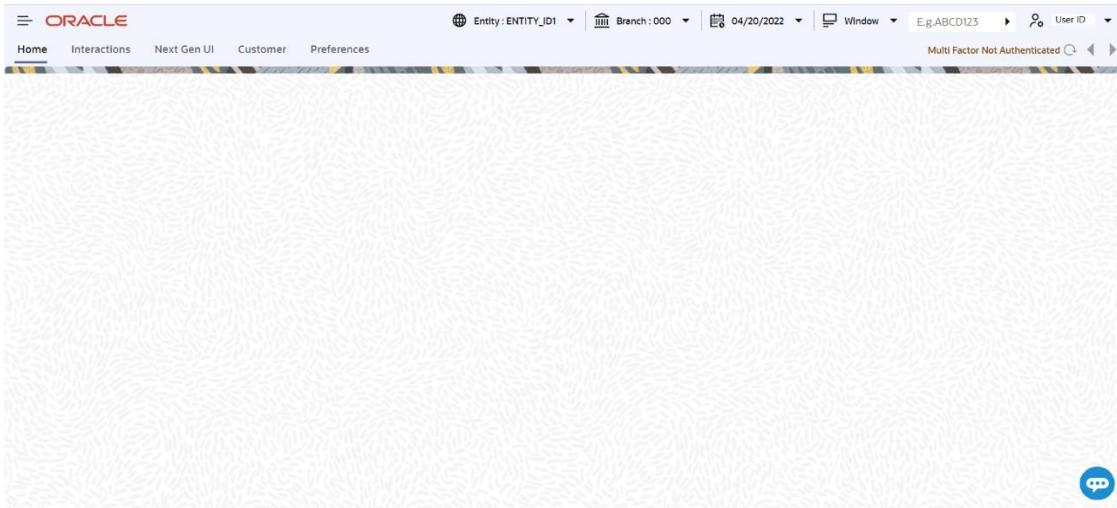 ORACLE Entity : ENTITY_ID1 Branch : 000 04/20/2022 Window E.g.ABCD123 User ID
Home Interactions Next Gen UI Customer Preferences Multi Factor Not Authenticated